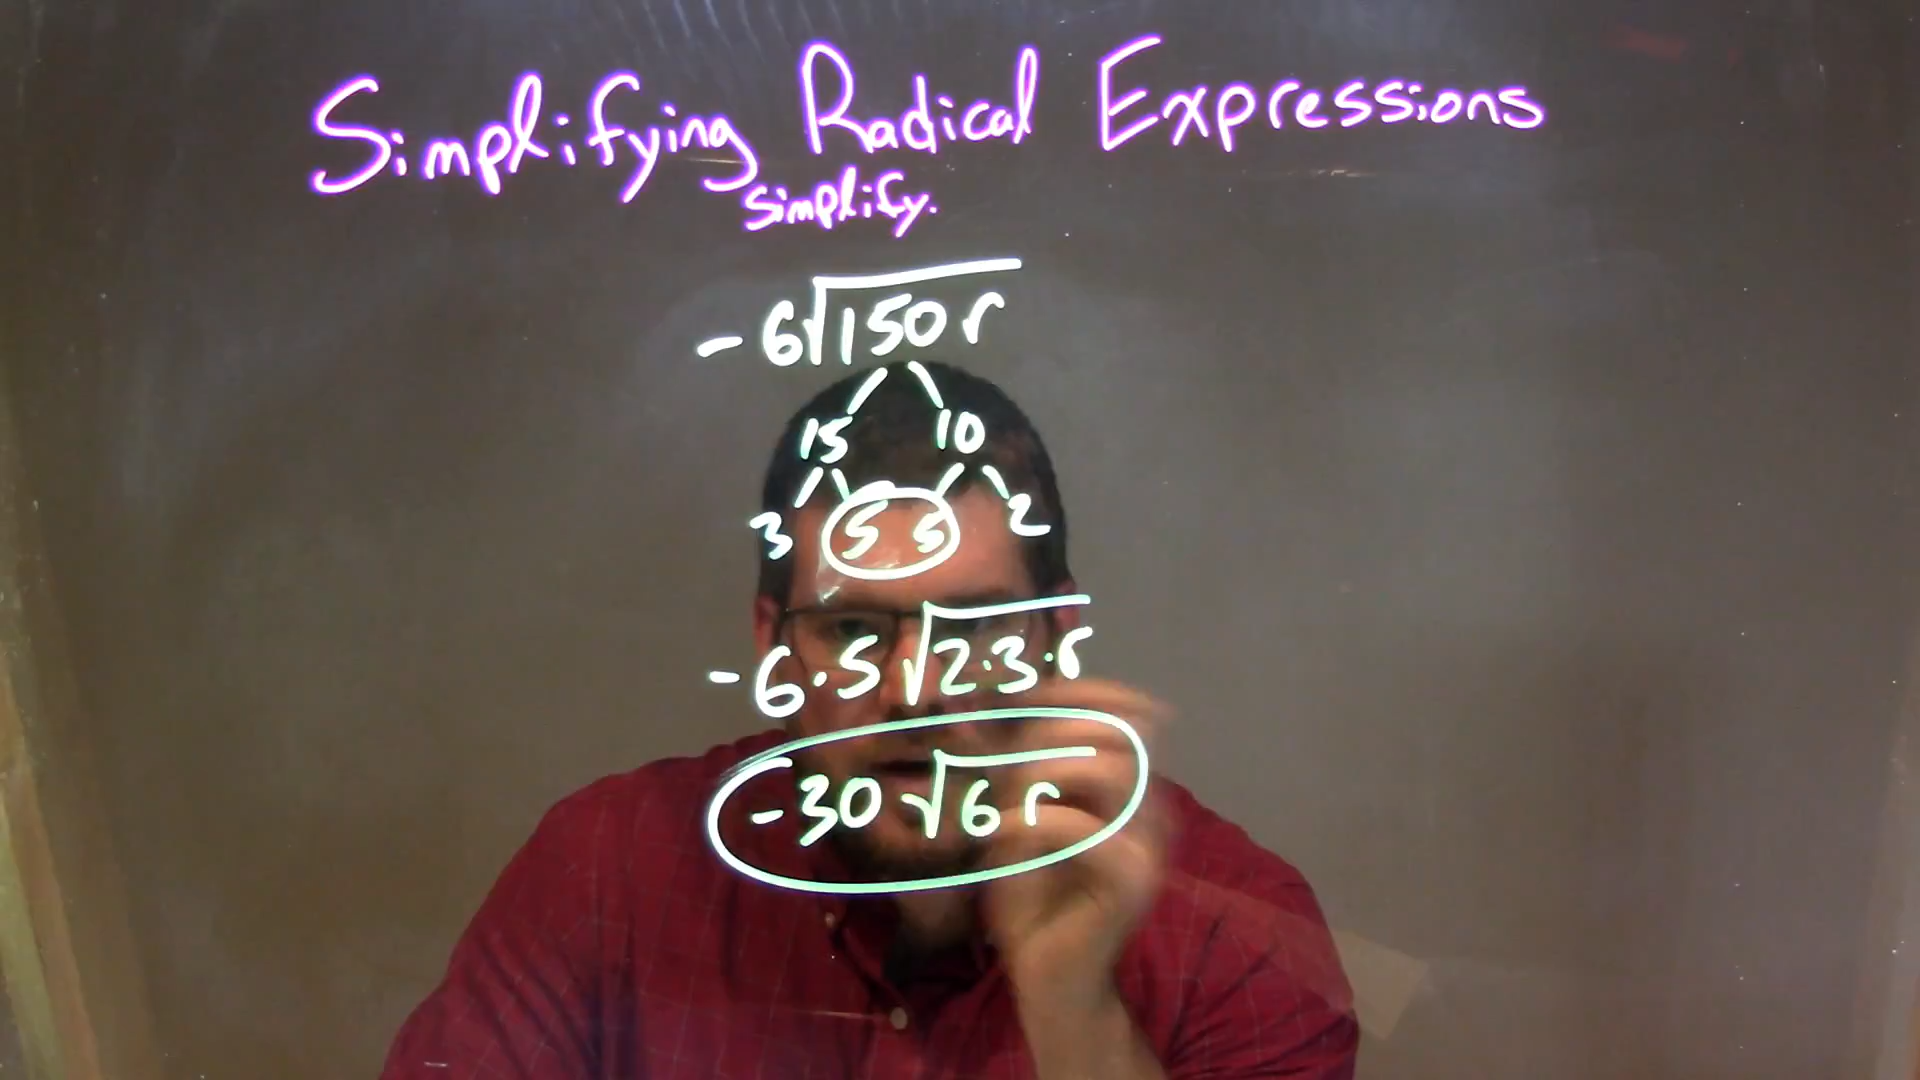 Simplifying Radical Expressions
simplify.
-6√150r
15 10
3 5 5 2
-6·5√2·3·r
-30√6r